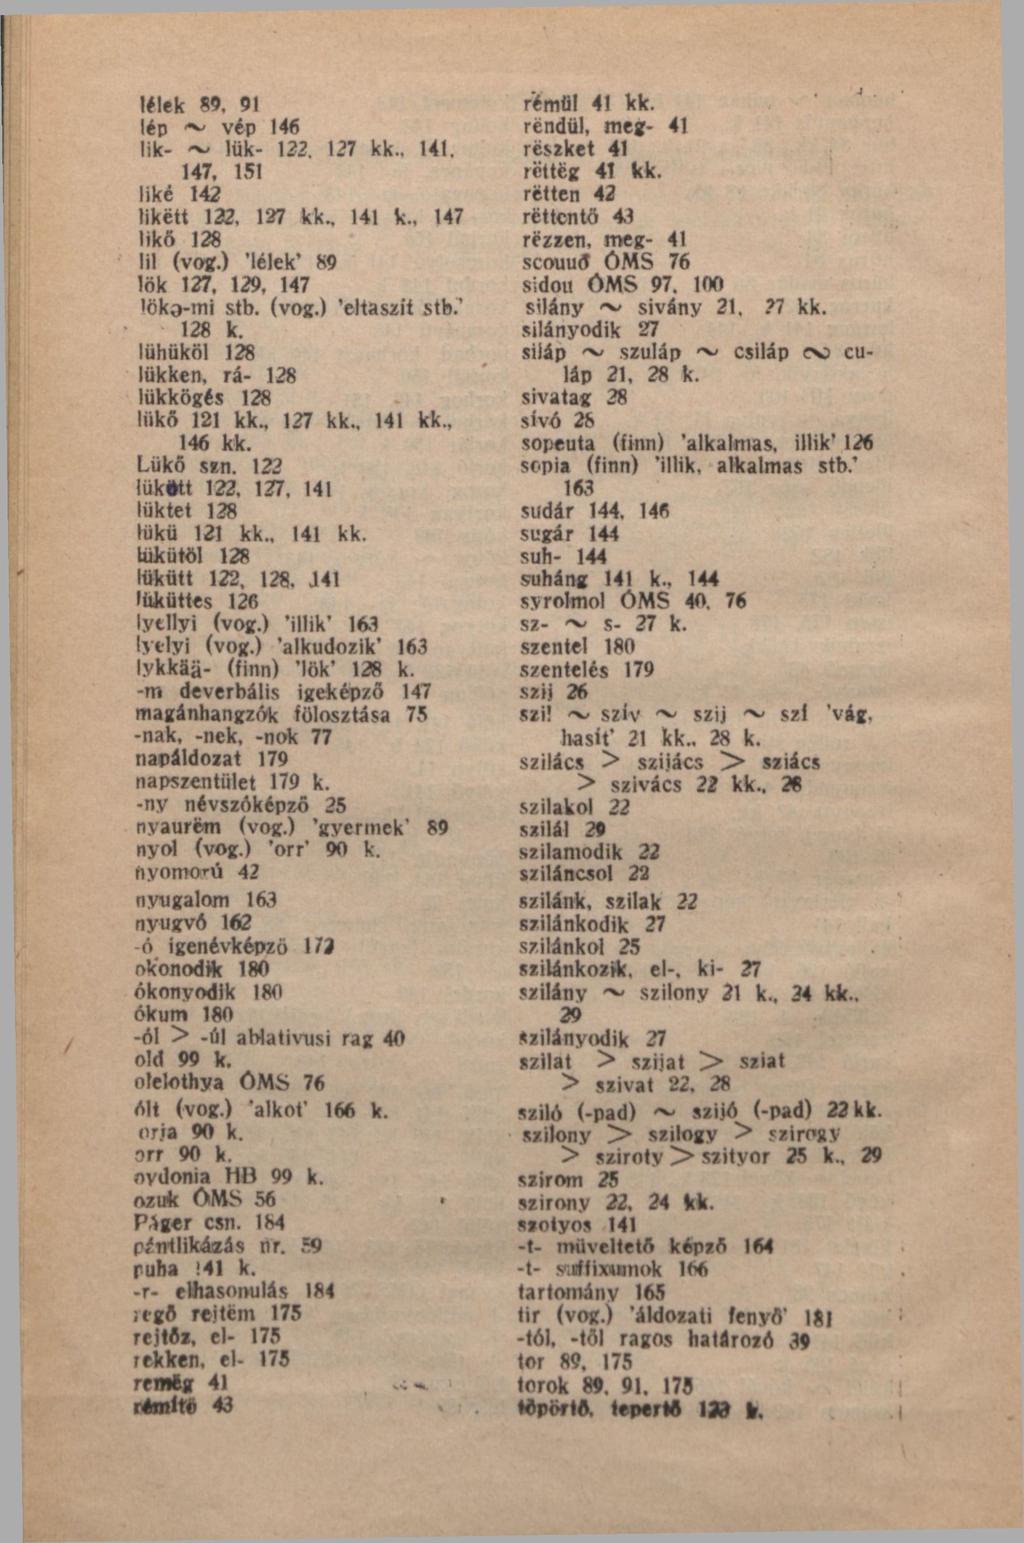 lélek 89, 91
lép ~ vép 146
lik- ~ lük- 122, 127 kk., 141,
147, 151
liké 142
likëtt 122, 127 kk., 141 k., 147
likő 128
lil (vog.) ’lélek’ 89
lök 127, 129, 147
lökə-mi stb. (vog.) ’eltaszít stb.’
128 k.
lühüköl 128
lükken, rá- 128
lükkögés 128
lükő 121 kk., 127 kk., 141 kk.,
146 kk.
Lükő szn. 122
lükött 122, 127, 141
lüktet 128
lükü 121 kk., 141 kk.
lükütöl 128
lükütt 122, 128, 141
lüküttes 126
lyellyi (vog.) ’illik’ 163
lyelyi (vog.) ’alkudozik’ 163
lykkää- (finn) ’lök’ 128 k.
-m deverbális igeképző 147
magánhangzók fölosztása 75
-nak, -nek, -nok 77
napáldozat 179
napszentület 179 k.
-ny névszóképző 25
nyaurëm (vog.) ’gyermek’ 89
nyol (vog.) ’orr’ 90 k.
nyomorú 42
nyugalom 163
nyugvó 162
-ó igenévképző 172
okonodik 180
ókonyodik 180
ókum 180
-ól > -úl ablativusi rag 40
old 99 k.
olelothya ÓMS 76
ólt (vog.) ’alkot’ 166 k.
orja 90 k.
orr 90 k.
oydonia HB 99 k.
ozuk ÓMS 56
Páger csn. 184
pántlikázás nr. 59
puha 141 k.
-r- elhasonulás 184
regő rejtëm 175
rejtőz, el- 175
rekken, el- 175
remëg 41
rémítő 43
rémül 41 kk.
rëndül, meg- 41
rëszket 41
rëttëg 41 kk.
rëtten 42
rëttentő 43
rëzzen, meg- 41
scouuð ÓMS 76
sidou ÓMS 97, 100
silány ~ sivány 21, 27 kk.
silányodik 27
siláp ~ szuláp ~ csiláp ∾ cu-
láp 21, 28 k.
sivatag 28
sívó 28
sopeuta (finn) ’alkalmas, illik’ 126
sopia (finn) ’illik, alkalmas stb.’
163
sudár 144, 146
sugár 144
suh- 144
suháng 141 k., 144
syrolmol ÓMS 40, 76
sz- ~ s- 27 k.
szentel 180
szentelés 179
szij 26
szil ~ szív ~ szij ~ szí ’vág,
hasít’ 21 kk., 28 k.
szilács > szijács > sziács
> szivács 22 kk., 28
szilakol 22
szilál 29
szilamodik 22
sziláncsol 22
szilánk, szilak 22
szilánkodik 27
szilánkol 25
szilánkozik, el-, ki- 27
szilány ~ szilony 21 k., 24 kk.,
29
szilányodik 27
szilat > szijat > sziat
> szivat 22, 28
sziló (-pad) ~ szijó (-pad) 22 kk.
szilony > szilogy > szirogy
> sziroty > szityor 25 k., 29
szirom 25
szirony 22, 24 kk.
szotyos 141
-t- műveltető képző 164
-t- suffixumok 166
tartomány 165
tir (vog.) ’áldozati fenyő’ 181
-tól, -től ragos határozó 39
tor 89, 175
torok 89, 91, 175
töpörtő, tepertő